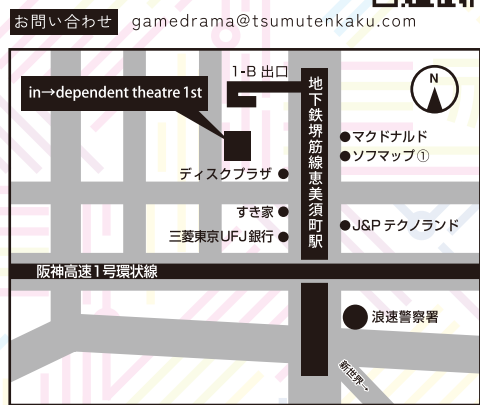 お問い合わせ gamedrama@tsumutenkaku.com
1-B 出口
N
in→dependent theatre 1st
地下鉄堺筋線恵美須町駅
マクドナルド
ソフマップ①
ディスクプラザ
すき家
三菱東京UFJ銀行
J&P テクノランド
阪神高速1号環状線
浪速警察署
新世界→